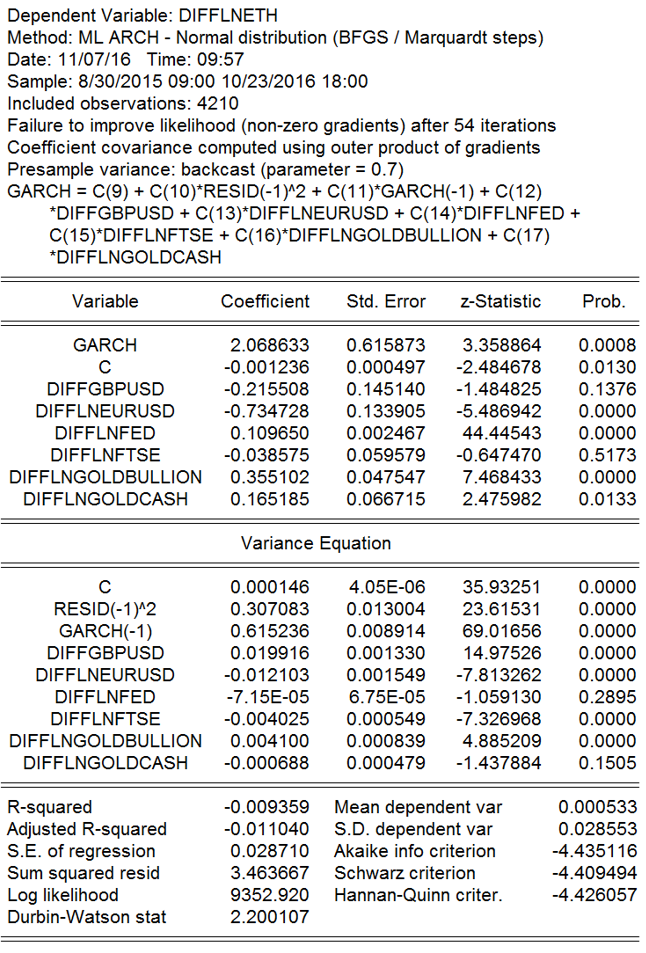 Dependent Variable: DIFFLNETH
Method: ML ARCH - Normal distribution (BFGS / Marquardt steps)
Date: 11/07/16 Time: 09:57
Sample: 8/30/2015 09:00 10/23/2016 18:00
Included observations: 4210
Failure to improve likelihood (non-zero gradients) after 54 iterations
Coefficient covariance computed using outer product of gradients
Presample variance: backcast (parameter = 0.7)
GARCH = C(9) + C(10)*RESID(-1)^2 + C(11)*GARCH(-1) + C(12)
*DIFFGBPUSD + C(13)*DIFFLNEURUSD + C(14)*DIFFLNFED +
C(15)*DIFFLNFTSE + C(16)*DIFFLNGOLDBULLION + C(17)
*DIFFLNGOLDCASH
Variable Coefficient Std. Error z-Statistic Prob.
GARCH 2.068633 0.615873 3.358864 0.0008
C -0.001236 0.000497 -2.484678 0.0130
DIFFGBPUSD -0.215508 0.145140 -1.484825 0.1376
DIFFLNEURUSD -0.734728 0.133905 -5.486942 0.0000
DIFFLNFED 0.109650 0.002467 44.44543 0.0000
DIFFLNFTSE -0.038575 0.059579 -0.647470 0.5173
DIFFLNGOLDBULLION 0.355102 0.047547 7.468433 0.0000
DIFFLNGOLDCASH 0.165185 0.066715 2.475982 0.0133
Variance Equation
C 0.000146 4.05E-06 35.93251 0.0000
RESID(-1)^2 0.307083 0.013004 23.61531 0.0000
GARCH(-1) 0.615236 0.008914 69.01656 0.0000
DIFFGBPUSD 0.019916 0.001330 14.97526 0.0000
DIFFLNEURUSD -0.012103 0.001549 -7.813262 0.0000
DIFFLNFED -7.15E-05 6.75E-05 -1.059130 0.2895
DIFFLNFTSE -0.004025 0.000549 -7.326968 0.0000
DIFFLNGOLDBULLION 0.004100 0.000839 4.885209 0.0000
DIFFLNGOLDCASH -0.000688 0.000479 -1.437884 0.1505
R-squared -0.009359 Mean dependent var 0.000533
Adjusted R-squared -0.011040 S.D. dependent var 0.028553
S.E. of regression 0.028710 Akaike info criterion -4.435116
Sum squared resid 3.463667 Schwarz criterion -4.409494
Log likelihood 9352.920 Hannan-Quinn criter. -4.426057
Durbin-Watson stat 2.200107